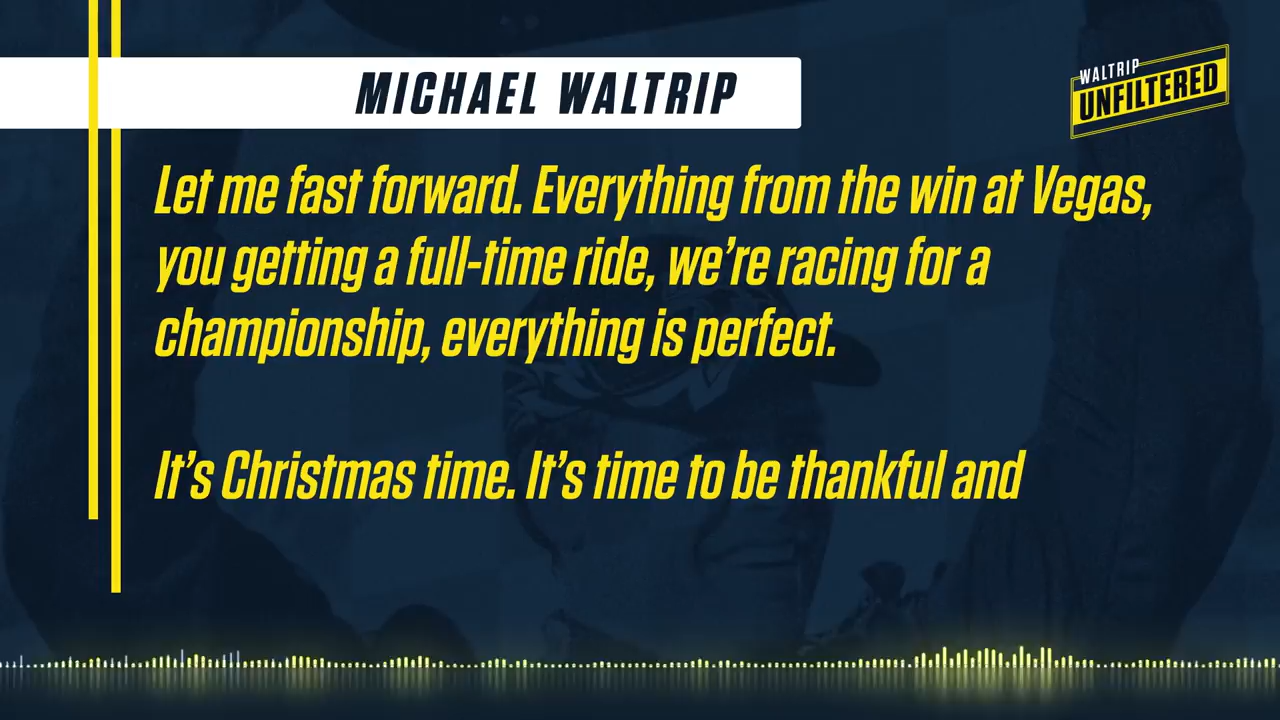 MICHAEL WALTRIP
WALTRIP
UNFILTERED
Let me fast forward. Everything from the win at Vegas,
you getting a full-time ride, we're racing for a
championship, everything is perfect.
It's Christmas time. It's time to be thankful and